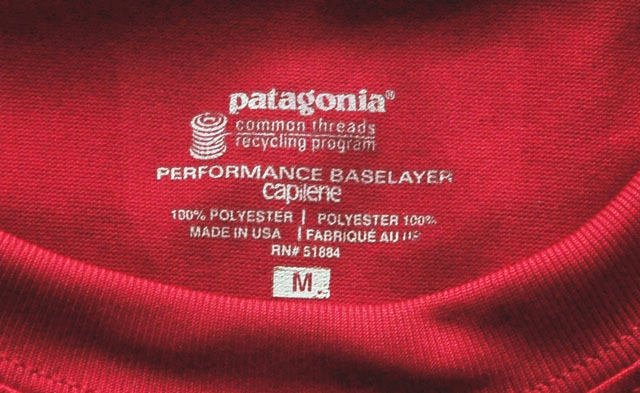 patagonia®
common threads
recycling program
PERFORMANCE BASELAYER
capilene
100% POLYESTER | POLYESTER 100%
MADE IN USA | FABRIQUÉ AU
RN# 51884
M